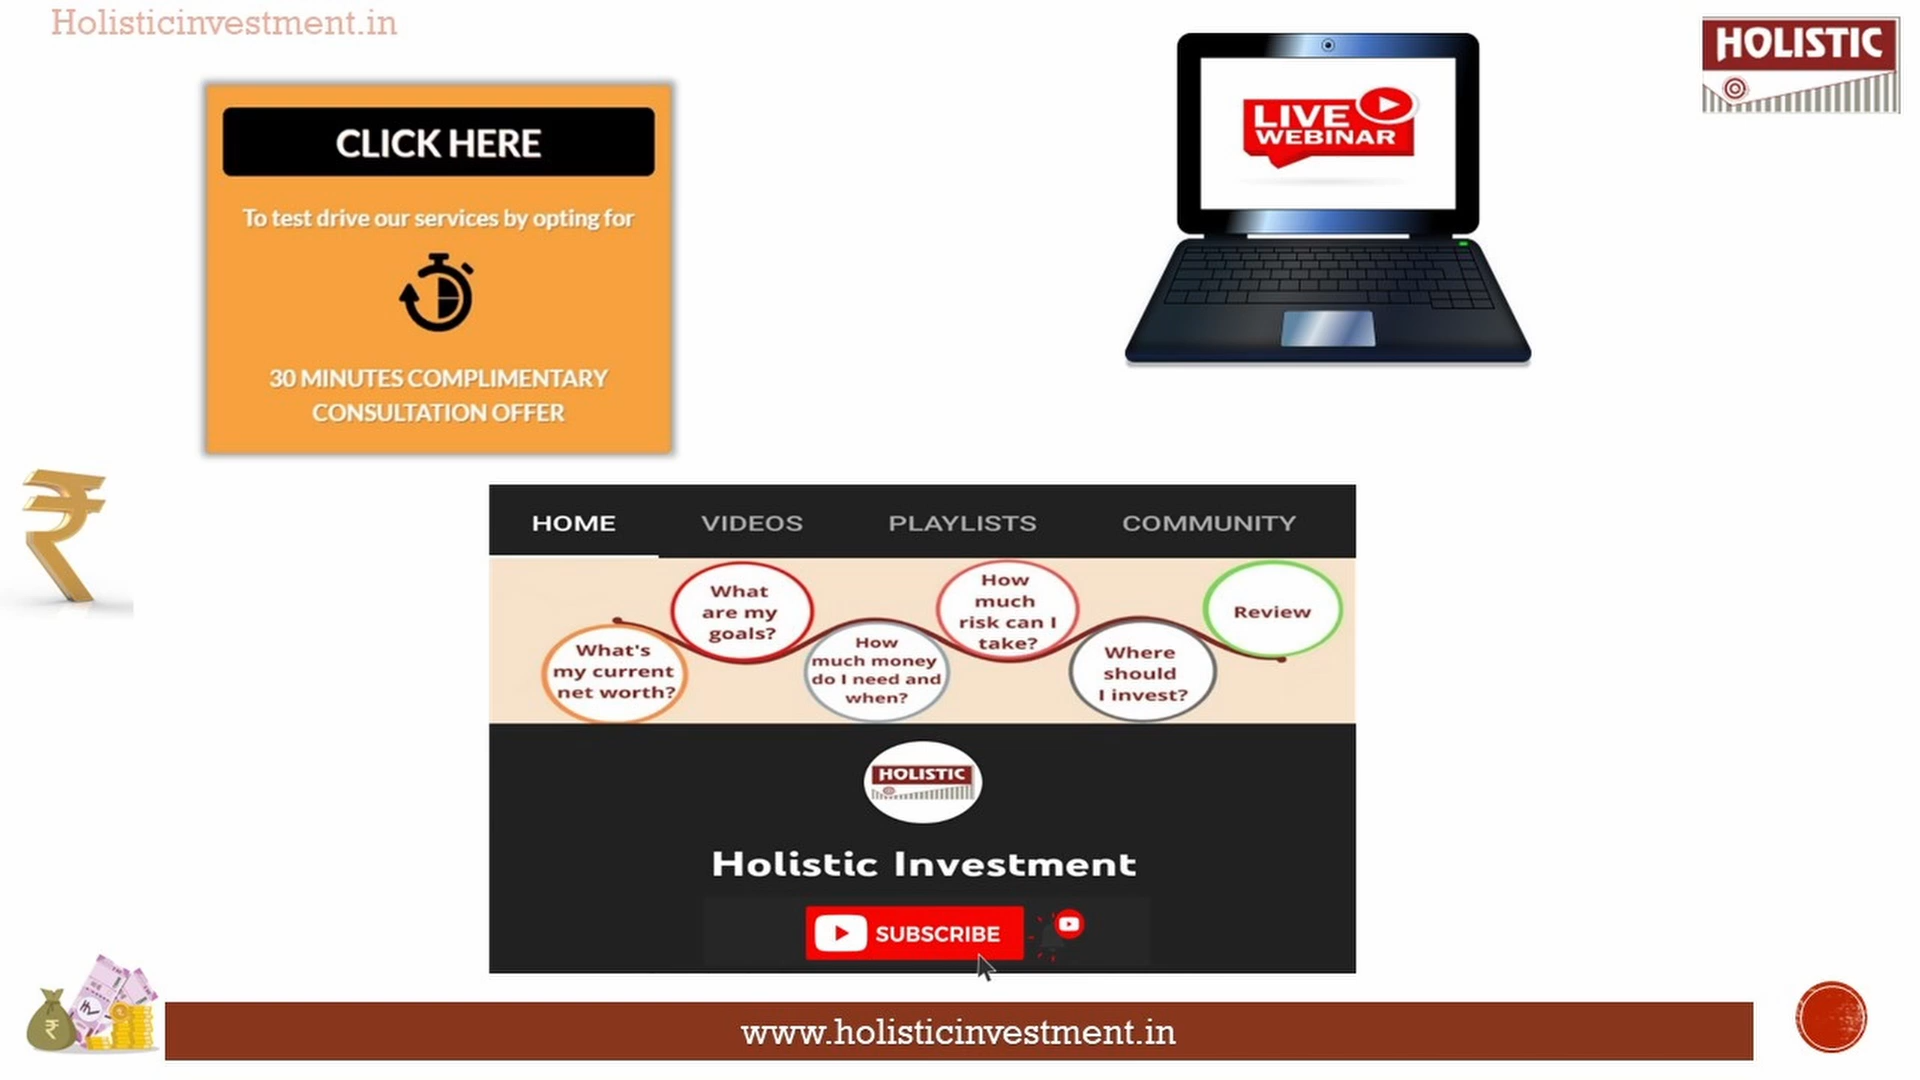 Holisticinvestment.in
HOLISTIC
CLICK HERE
To test drive our services by opting for
30 MINUTES COMPLIMENTARY
CONSULTATION OFFER
LIVE
WEBINAR
HOME VIDEOS PLAYLISTS COMMUNITY
What's
my current
net worth?
What
are my
goals?
How
much money
do I need and
when?
How
much
risk can I
take?
Where
should
I invest?
Review
HOLISTIC
Holistic Investment
SUBSCRIBE
www.holisticinvestment.in